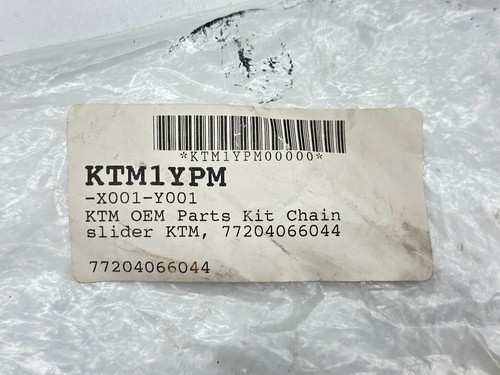 *KTM1YPM00000*
KTM1YPM
-X001-Y001
KTM OEM Parts Kit Chain
slider KTM, 77204066044
77204066044